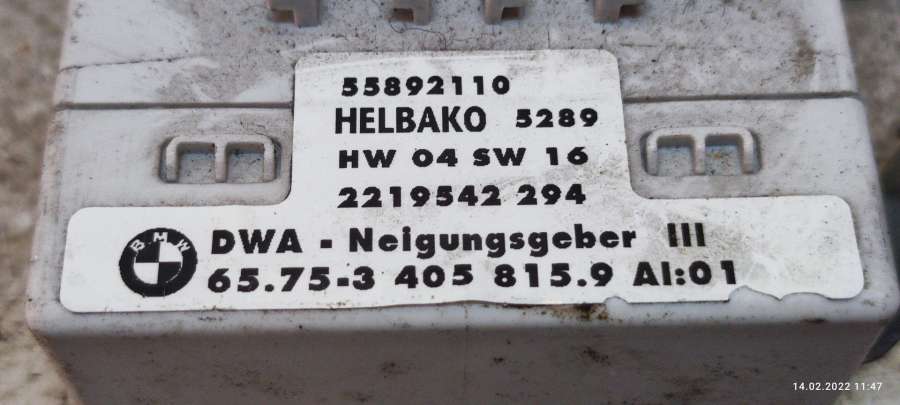 55892110
HELBAKO 5289
HW 04 SW 16
2219542 294
BMW
DWA - Neigungsgeber III
65.75-3 405 815.9 AI:01
14.02.2022 11:47